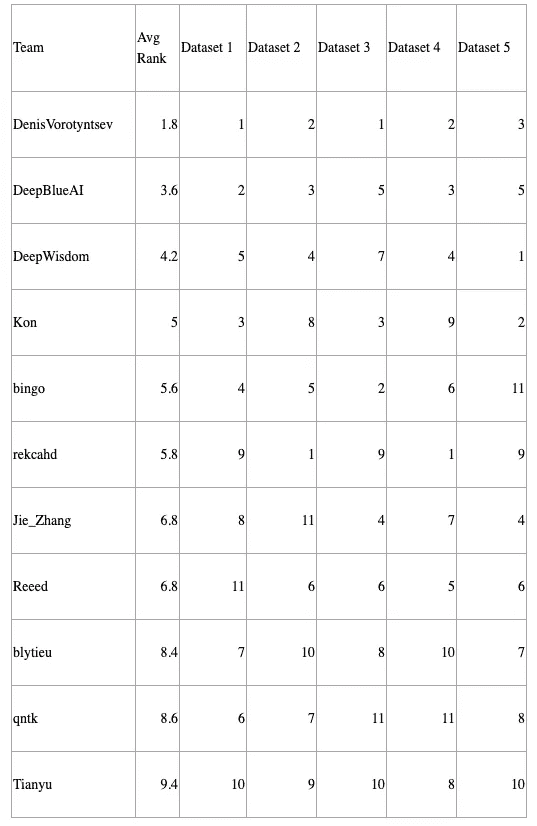 Team Avg Rank Dataset 1 Dataset 2 Dataset 3 Dataset 4 Dataset 5
DenisVorotyntsev 1.8 1 2 1 2 3
DeepBlueAI 3.6 2 3 5 3 5
DeepWisdom 4.2 5 4 7 4 1
Kon 5 3 8 3 9 2
bingo 5.6 4 5 2 6 11
rekcahd 5.8 9 1 9 1 9
Jie_Zhang 6.8 8 11 4 7 4
Reeed 6.8 11 6 6 5 6
blytieu 8.4 7 10 8 10 7
qntk 8.6 6 7 11 11 8
Tianyu 9.4 10 9 10 8 10